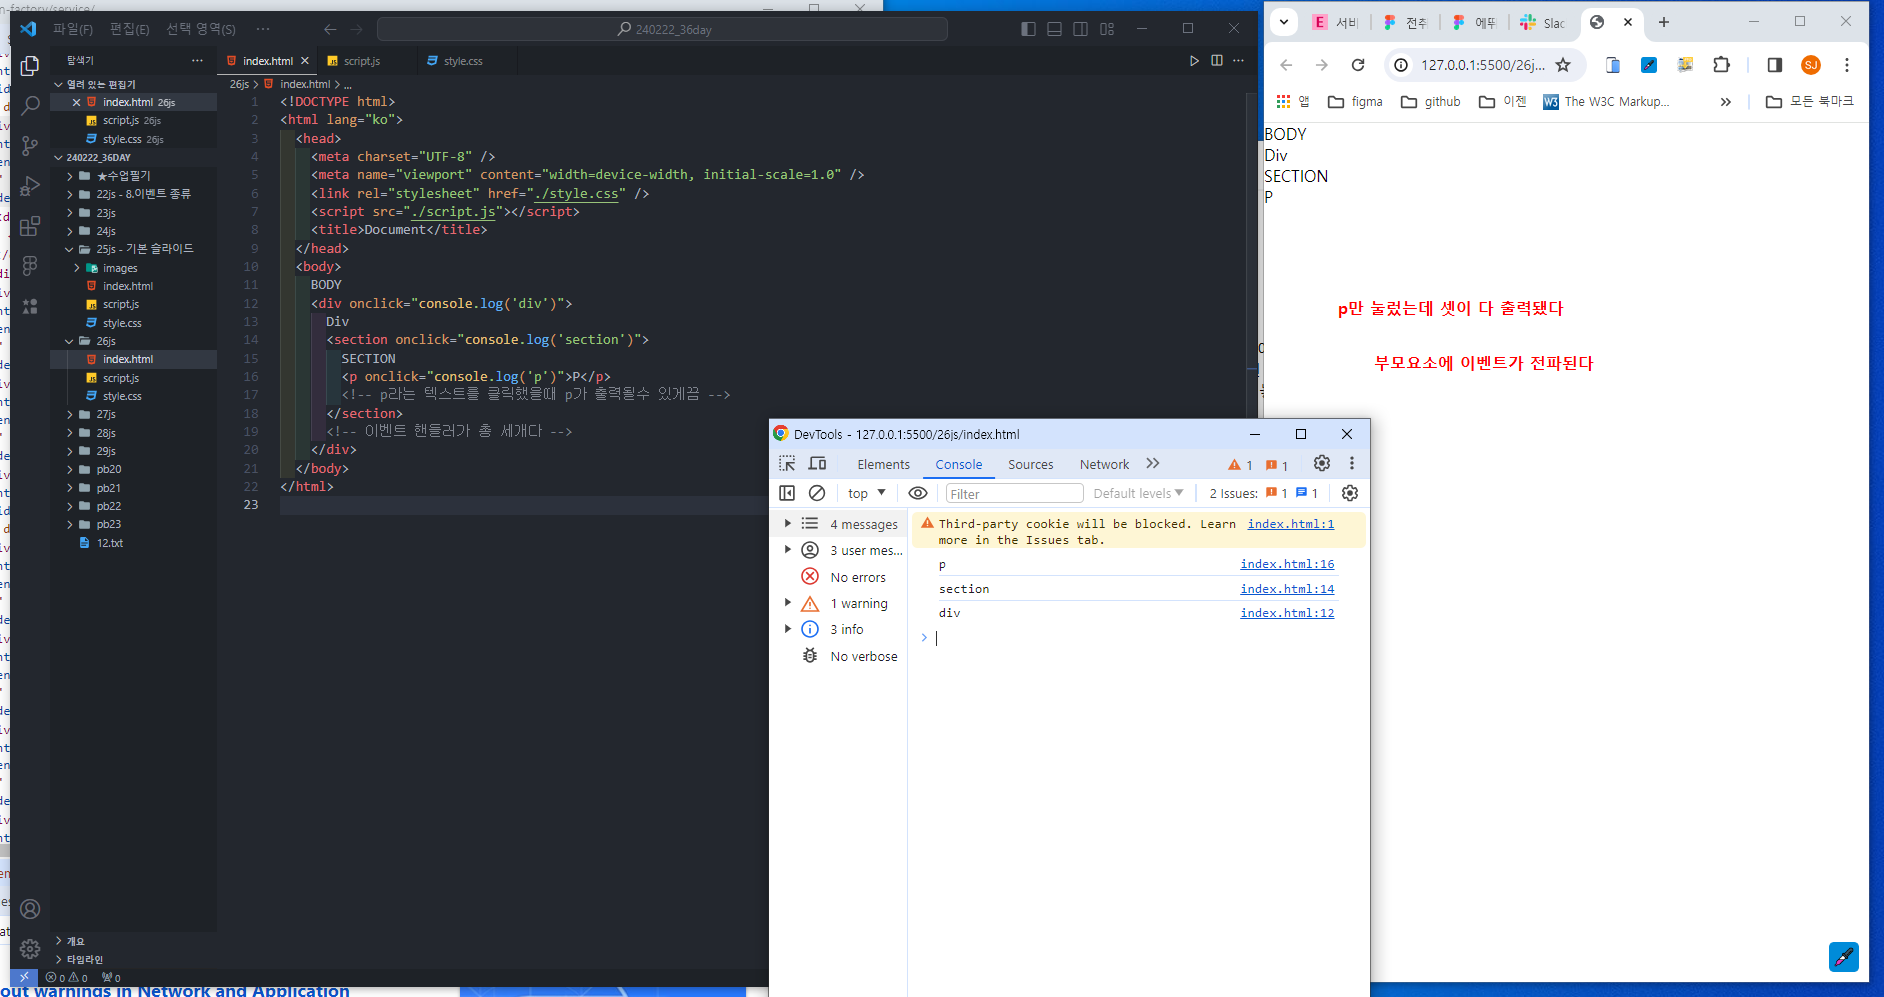 파일(F) 편집(E) 선택 영역(S) ··· 240222_36day
탐색기 ···
열려 있는 편집기
index.html 26js
script.js 26js
style.css 26js
240222_36DAY
★수업필기
22js - 8.이벤트 종류
23js
24js
25js - 기본 슬라이드
images
index.html
script.js
style.css
26js
index.html
script.js
style.css
27js
28js
29js
pb20
pb21
pb22
pb23
12.txt
개요
타임라인
0 0 0
index.html script.js style.css
26js > index.html > ...
1 <!DOCTYPE html>
2 <html lang="ko">
3 <head>
4 <meta charset="UTF-8" />
5 <meta name="viewport" content="width=device-width, initial-scale=1.0" />
6 <link rel="stylesheet" href="./style.css" />
7 <script src="./script.js"></script>
8 <title>Document</title>
9 </head>
10 <body>
11 BODY
12 <div onclick="console.log('div')">
13 Div
14 <section onclick="console.log('section')">
15 SECTION
16 <p onclick="console.log('p')">P</p>
17 <!-- p라는 텍스트를 클릭했을때 p가 출력될수 있게끔 -->
18 </section>
19 <!-- 이벤트 핸들러가 총 세개다 -->
20 </div>
21 </body>
22 </html>
23
E 서비 전취 에뚜 Slac
127.0.0.1:5500/26j... SJ
앱 figma github 이젠 W3 The W3C Markup... » 모든 북마크
BODY
Div
SECTION
P
p만 눌렀는데 셋이 다 출력됐다
부모요소에 이벤트가 전파된다
DevTools - 127.0.0.1:5500/26js/index.html
Elements Console Sources Network 1 1
top Filter Default levels 2 Issues: 1 1
4 messages
3 user mes...
No errors
1 warning
3 info
No verbose
Third-party cookie will be blocked. Learn index.html:1
more in the Issues tab.
p index.html:16
section index.html:14
div index.html:12
>
out warnings in Network and Application